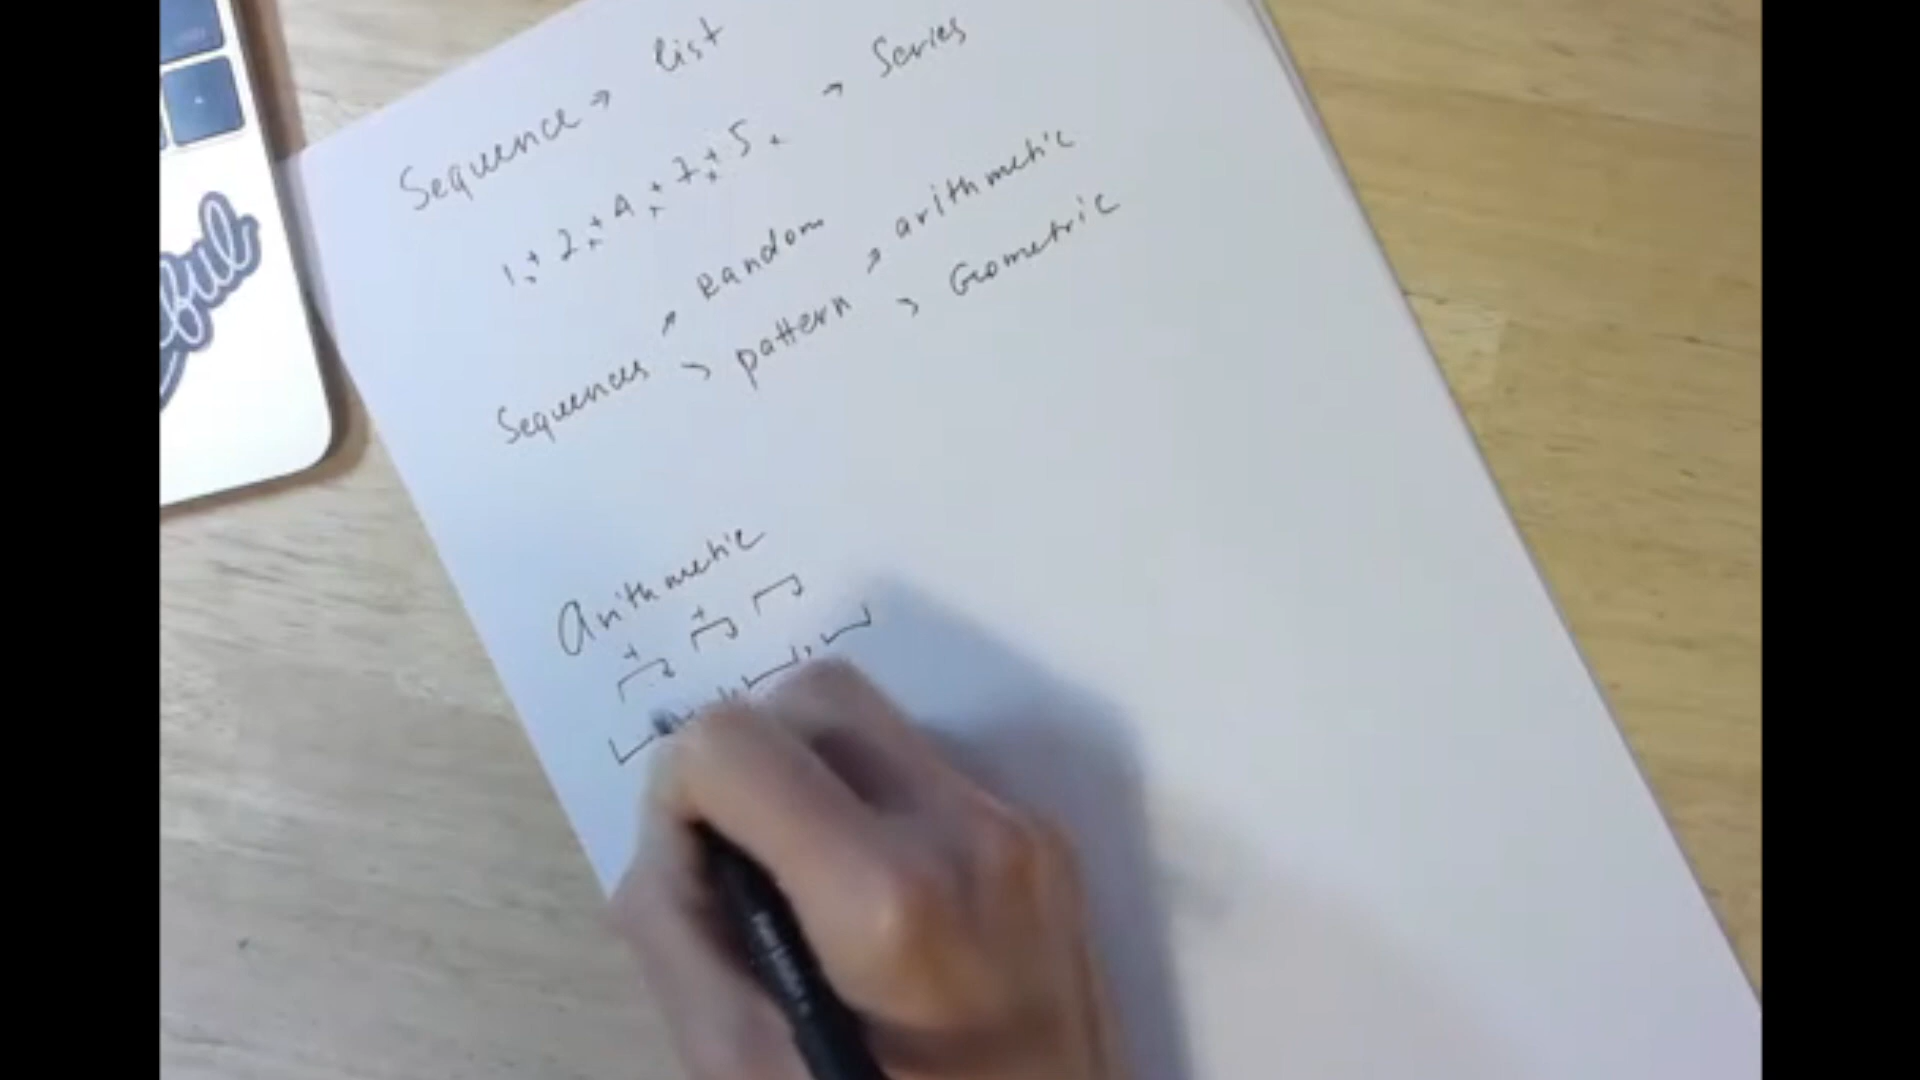 Sequence → list
1,+ 2,+ 4,+ 7,+ 5, → Series
Random
arithmetic
Sequences pattern
Geometric
Arithmetic
+ +